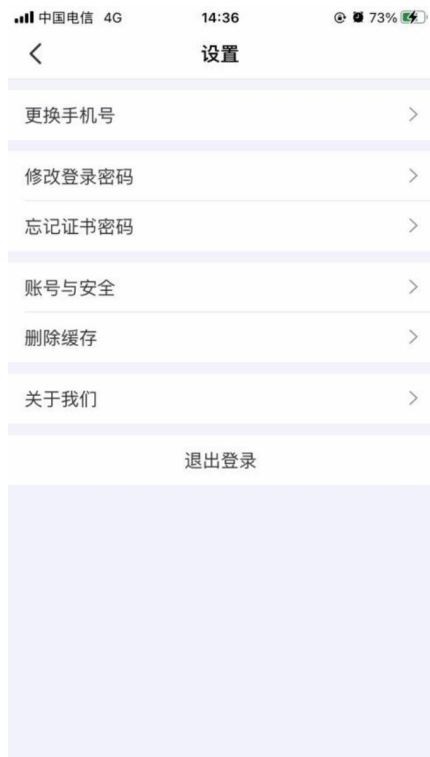 中国电信 4G 14:36 73%
设置
更换手机号
修改登录密码
忘记证书密码
账号与安全
删除缓存
关于我们
退出登录